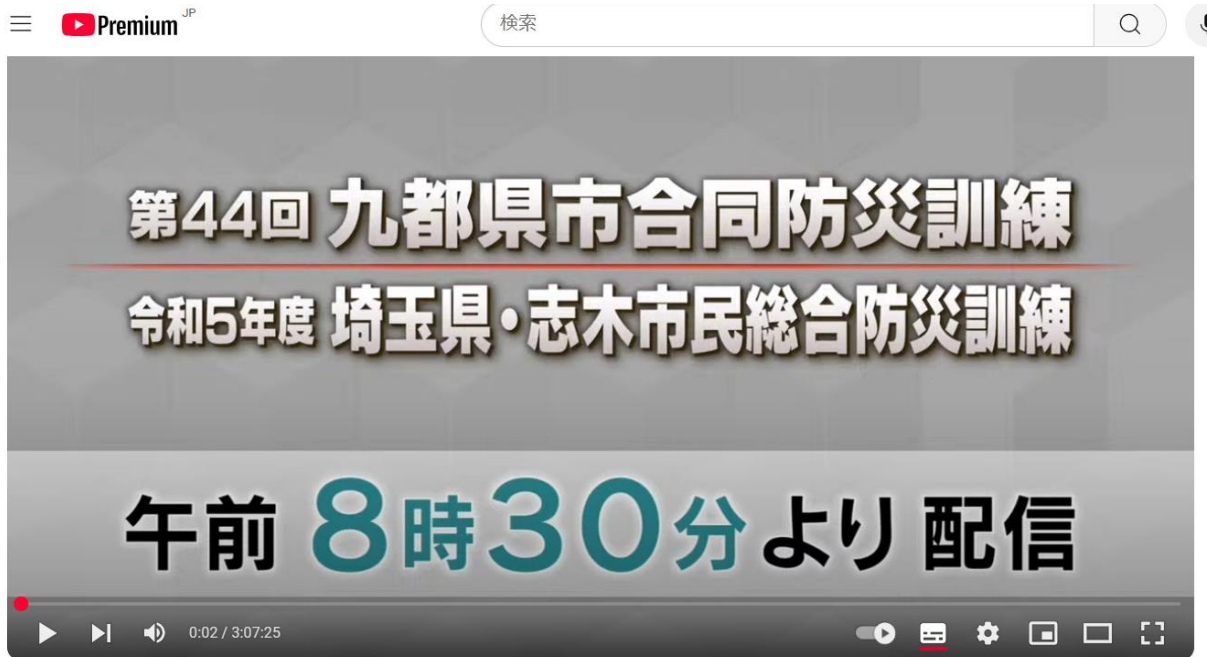 Premium JP
検索
第44回 九都県市合同防災訓練
令和5年度 埼玉県・志木市民総合防災訓練
午前 8時30分より 配信
0:02 / 3:07:25